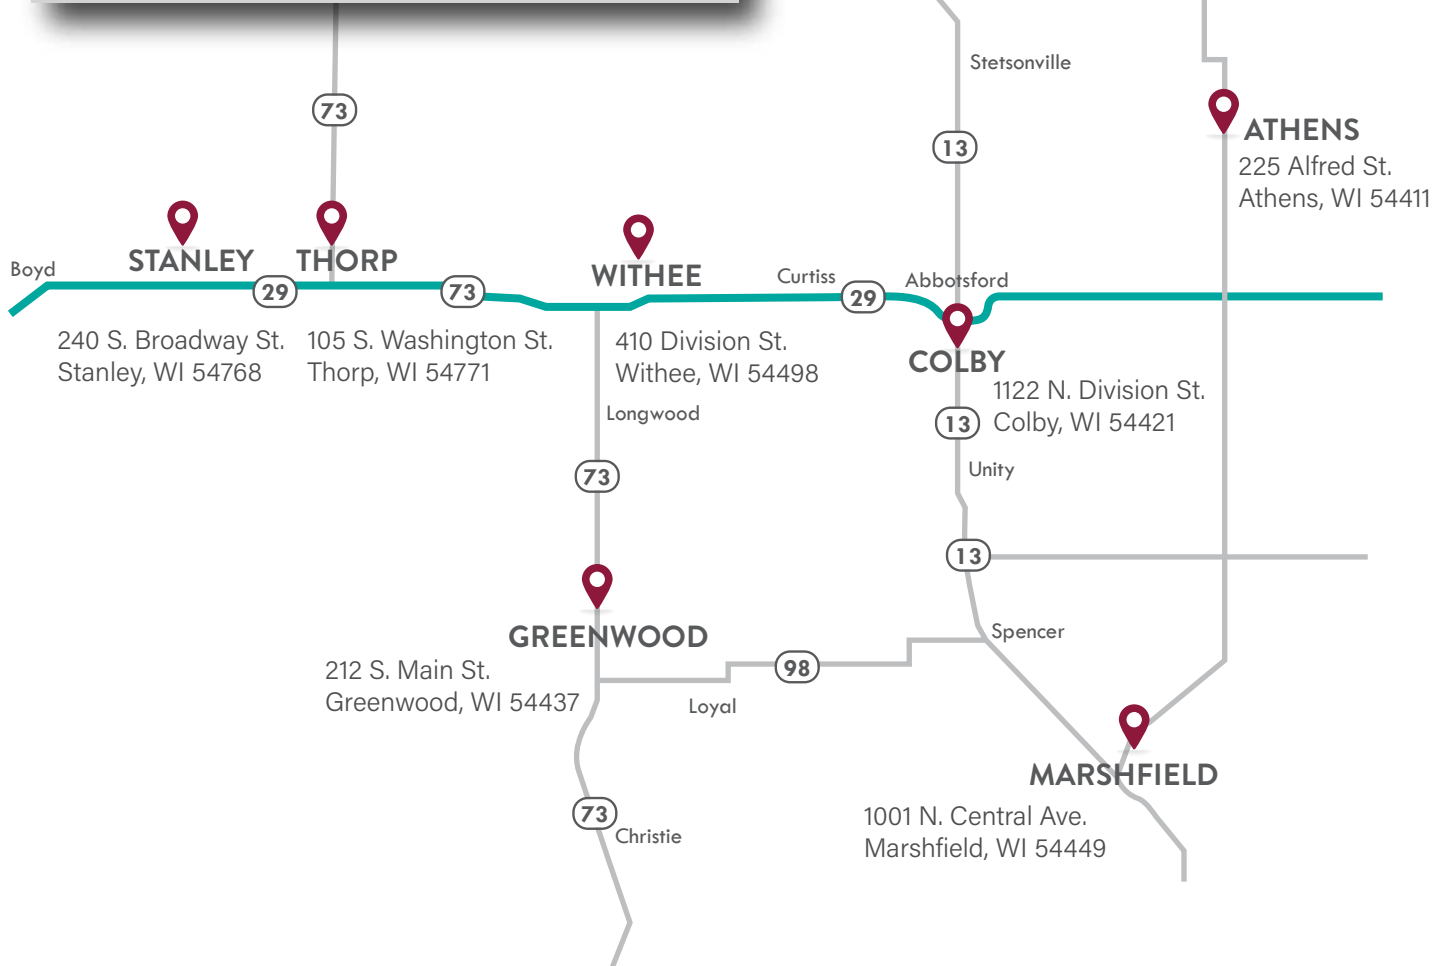 Stetsonville
73
ATHENS
13
225 Alfred St.
Athens, WI 54411
STANLEY
THORP
Boyd
WITHEE
Curtiss
Abbotsford
29
73
29
240 S. Broadway St.
Stanley, WI 54768
105 S. Washington St.
Thorp, WI 54771
410 Division St.
Withee, WI 54498
COLBY
1122 N. Division St.
Colby, WI 54421
Longwood
13
Unity
73
13
GREENWOOD
Spencer
212 S. Main St.
Greenwood, WI 54437
98
Loyal
MARSHFIELD
1001 N. Central Ave.
Marshfield, WI 54449
73
Christie